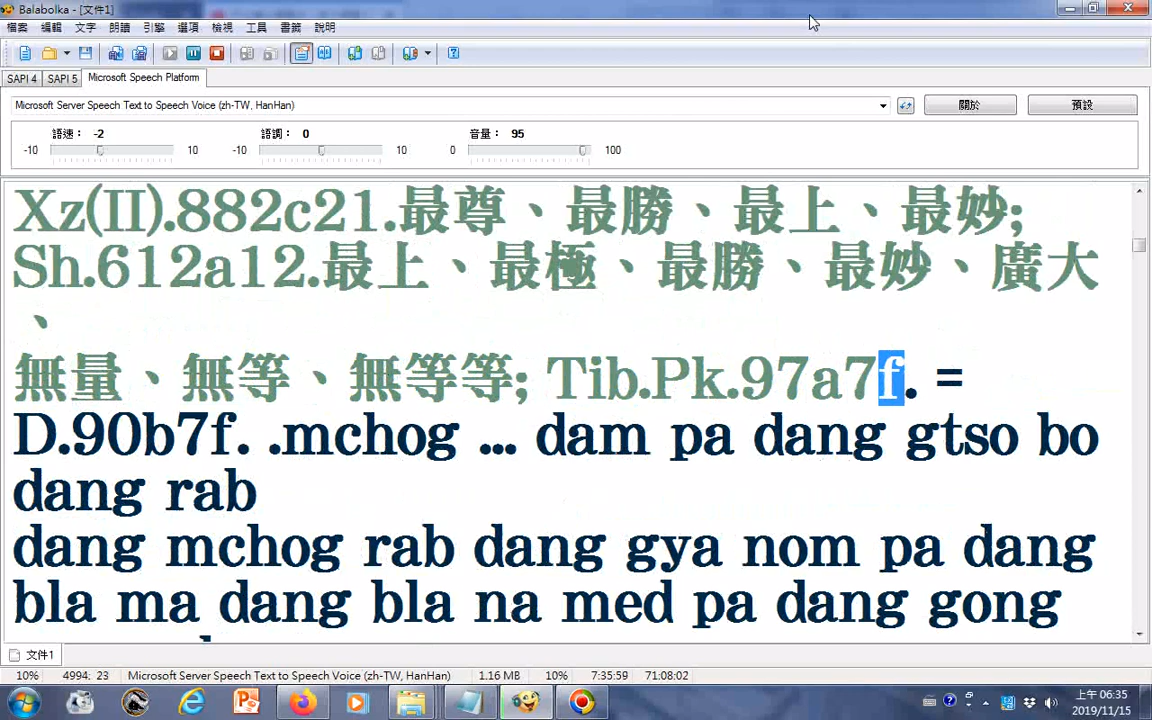 Balabolka - [文件1]
檔案 編輯 文字 朗讀 引擎 選項 檢視 工具 書籤 說明
SAPI 4 SAPI 5 Microsoft Speech Platform
Microsoft Server Speech Text to Speech Voice (zh-TW, HanHan) 關於 預設
語速： -2 語調： 0 音量： 95
-10 10 -10 10 0 100
Xz(II).882c21.最尊、最勝、最上、最妙;
Sh.612a12.最上、最極、最勝、最妙、廣大
、
無量、無等、無等等; Tib.Pk.97a7f. =
D.90b7f. .mchog ... dam pa dang gtso bo
dang rab
dang mchog rab dang gya nom pa dang
bla ma dang bla na med pa dang gong
文件1
10% 4994: 23 Microsoft Server Speech Text to Speech Voice (zh-TW, HanHan) 1.16 MB 10% 7:35:59 71:08:02
上午 06:35
2019/11/15